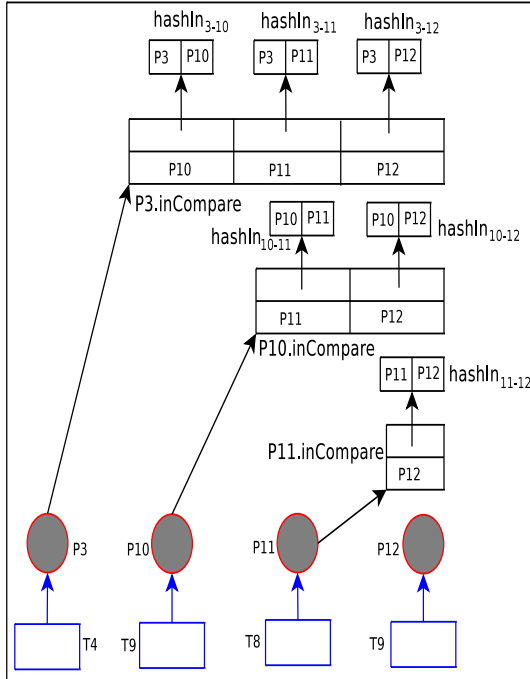 hashIn3-10 hashIn3-11 hashIn3-12
P3 P10 P3 P11 P3 P12
P10 P11 P12
P3.inCompare
P10 P11 P10 P12
hashIn10-11 hashIn10-12
P11 P12
P10.inCompare
P11 P12 hashIn11-12
P11.inCompare
P12
P3 P10 P11 P12
T4 T9 T8 T9